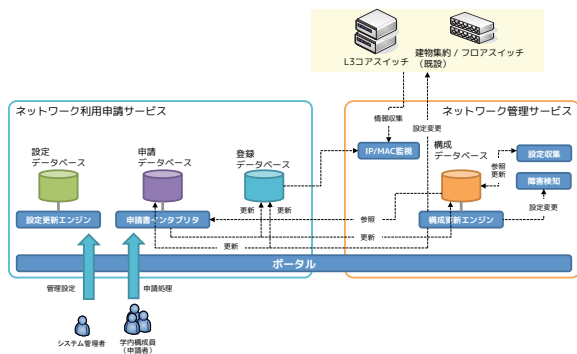 L3コアスイッチ
建物集約 / フロアスイッチ
（既設）
ネットワーク利用申請サービス
ネットワーク管理サービス
情報収集
設定変更
設定
データベース
申請
データベース
登録
データベース
IP/MAC監視
構成
データベース
設定収集
参照
更新
障害検知
設定変更
更新
更新
設定更新エンジン
申請書インタプリタ
参照
構成更新エンジン
更新
更新
ポータル
管理設定
申請処理
システム管理者
学内構成員
（申請者）